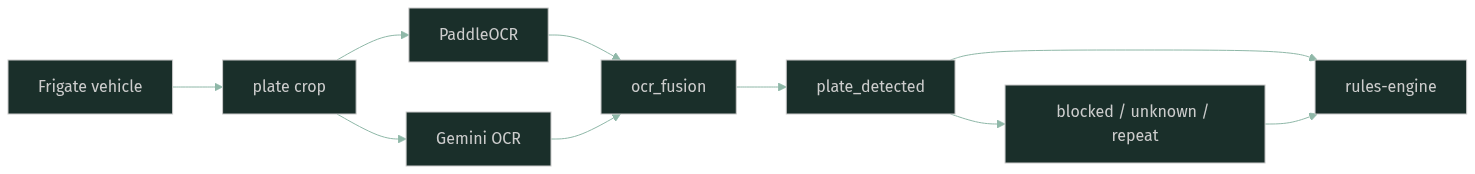 Frigate vehicle
plate crop
PaddleOCR
Gemini OCR
ocr_fusion
plate_detected
blocked / unknown /
repeat
rules-engine